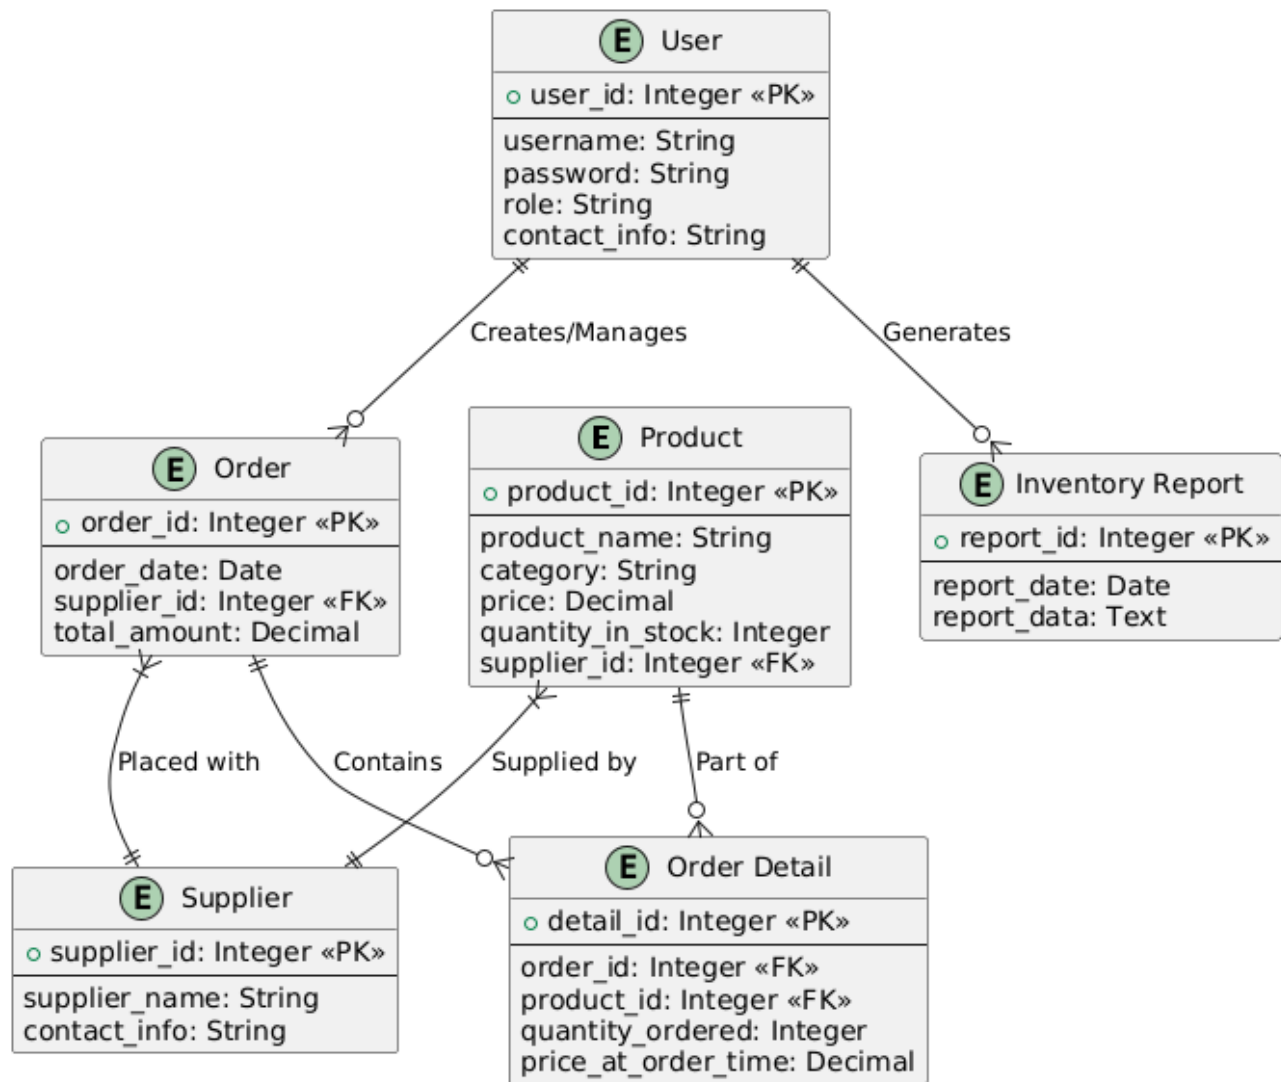 E User
user_id: Integer «PK»
username: String
password: String
role: String
contact_info: String
Creates/Manages
Generates
E Order
order_id: Integer «PK»
order_date: Date
supplier_id: Integer «FK»
total_amount: Decimal
E Product
product_id: Integer «PK»
product_name: String
category: String
price: Decimal
quantity_in_stock: Integer
supplier_id: Integer «FK»
E Inventory Report
report_id: Integer «PK»
report_date: Date
report_data: Text
Placed with
Contains
Supplied by
Part of
E Supplier
supplier_id: Integer «PK»
supplier_name: String
contact_info: String
E Order Detail
detail_id: Integer «PK»
order_id: Integer «FK»
product_id: Integer «FK»
quantity_ordered: Integer
price_at_order_time: Decimal